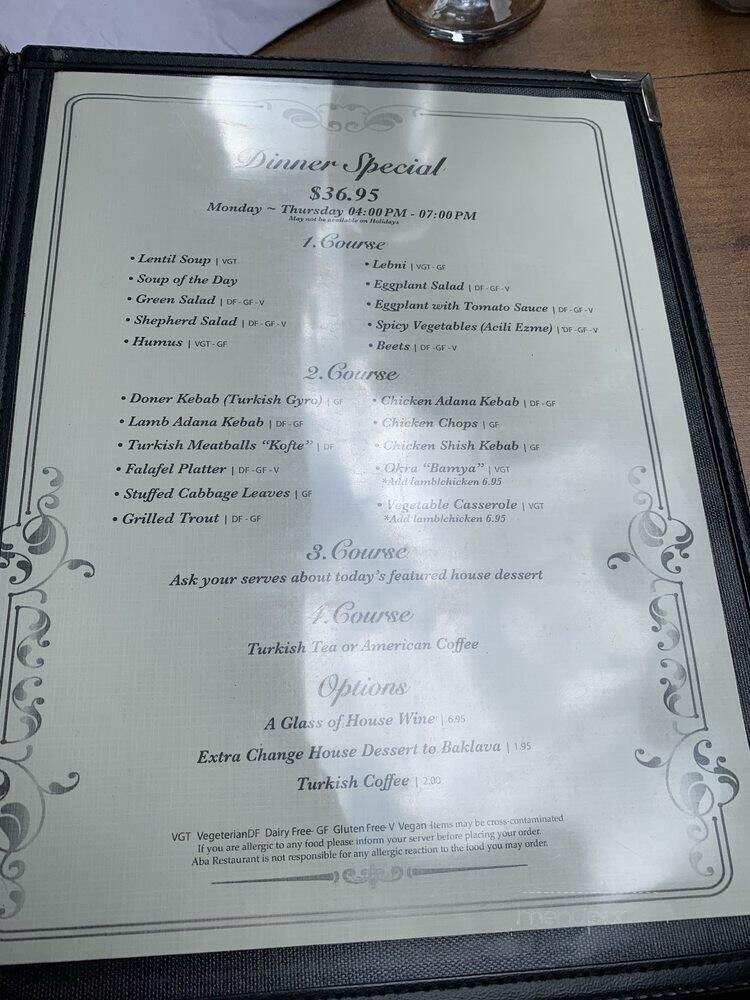 Dinner Special
$36.95
Monday ~ Thursday 04:00 PM - 07:00 PM
May not be available on Holidays
1.Course
• Lentil Soup | VGT
• Soup of the Day
• Green Salad | DF - GF - V
• Shepherd Salad | DF - GF - V
• Humus | VGT - GF
• Lebni | VGT - GF
• Eggplant Salad | DF - GF - V
• Eggplant with Tomato Sauce | DF - GF - V
• Spicy Vegetables (Acili Ezme) | DF - GF - V
• Beets | DF - GF - V
2.Course
• Doner Kebab (Turkish Gyro) | GF
• Lamb Adana Kebab | DF - GF
• Turkish Meatballs "Kofte" | DF
• Falafel Platter | DF - GF - V
• Stuffed Cabbage Leaves | GF
• Grilled Trout | DF - GF
• Chicken Adana Kebab | DF - GF
• Chicken Chops | GF
• Chicken Shish Kebab | GF
• Okra "Bamya" | VGT
*Add lamb|chicken 6.95
• Vegetable Casserole | VGT
*Add lamb|chicken 6.95
3.Course
Ask your serves about today's featured house dessert
4.Course
Turkish Tea or American Coffee
Options
A Glass of House Wine | 6.95
Extra Change House Dessert to Baklava | 1.95
Turkish Coffee | 2.00
VGT VegeterianDF Dairy Free- GF Gluten Free- V Vegan -Items may be cross-contaminated
If you are allergic to any food please inform your server before placing your order.
Aba Restaurant is not responsible for any allergic reaction to the food you may order.
menupix